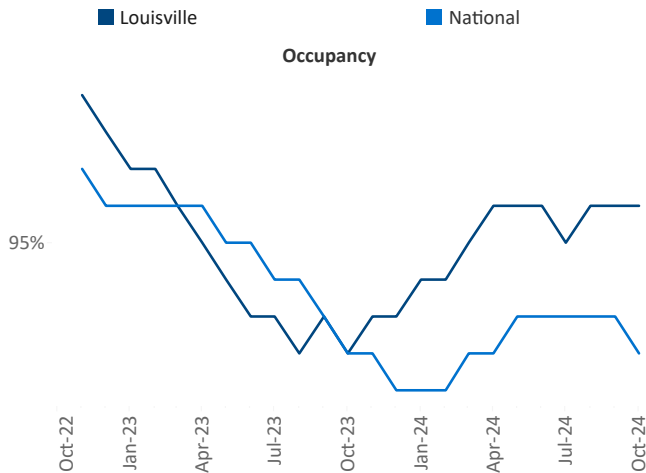 Louisville National
Occupancy
95%
Oct-22 Jan-23 Apr-23 Jul-23 Oct-23 Jan-24 Apr-24 Jul-24 Oct-24